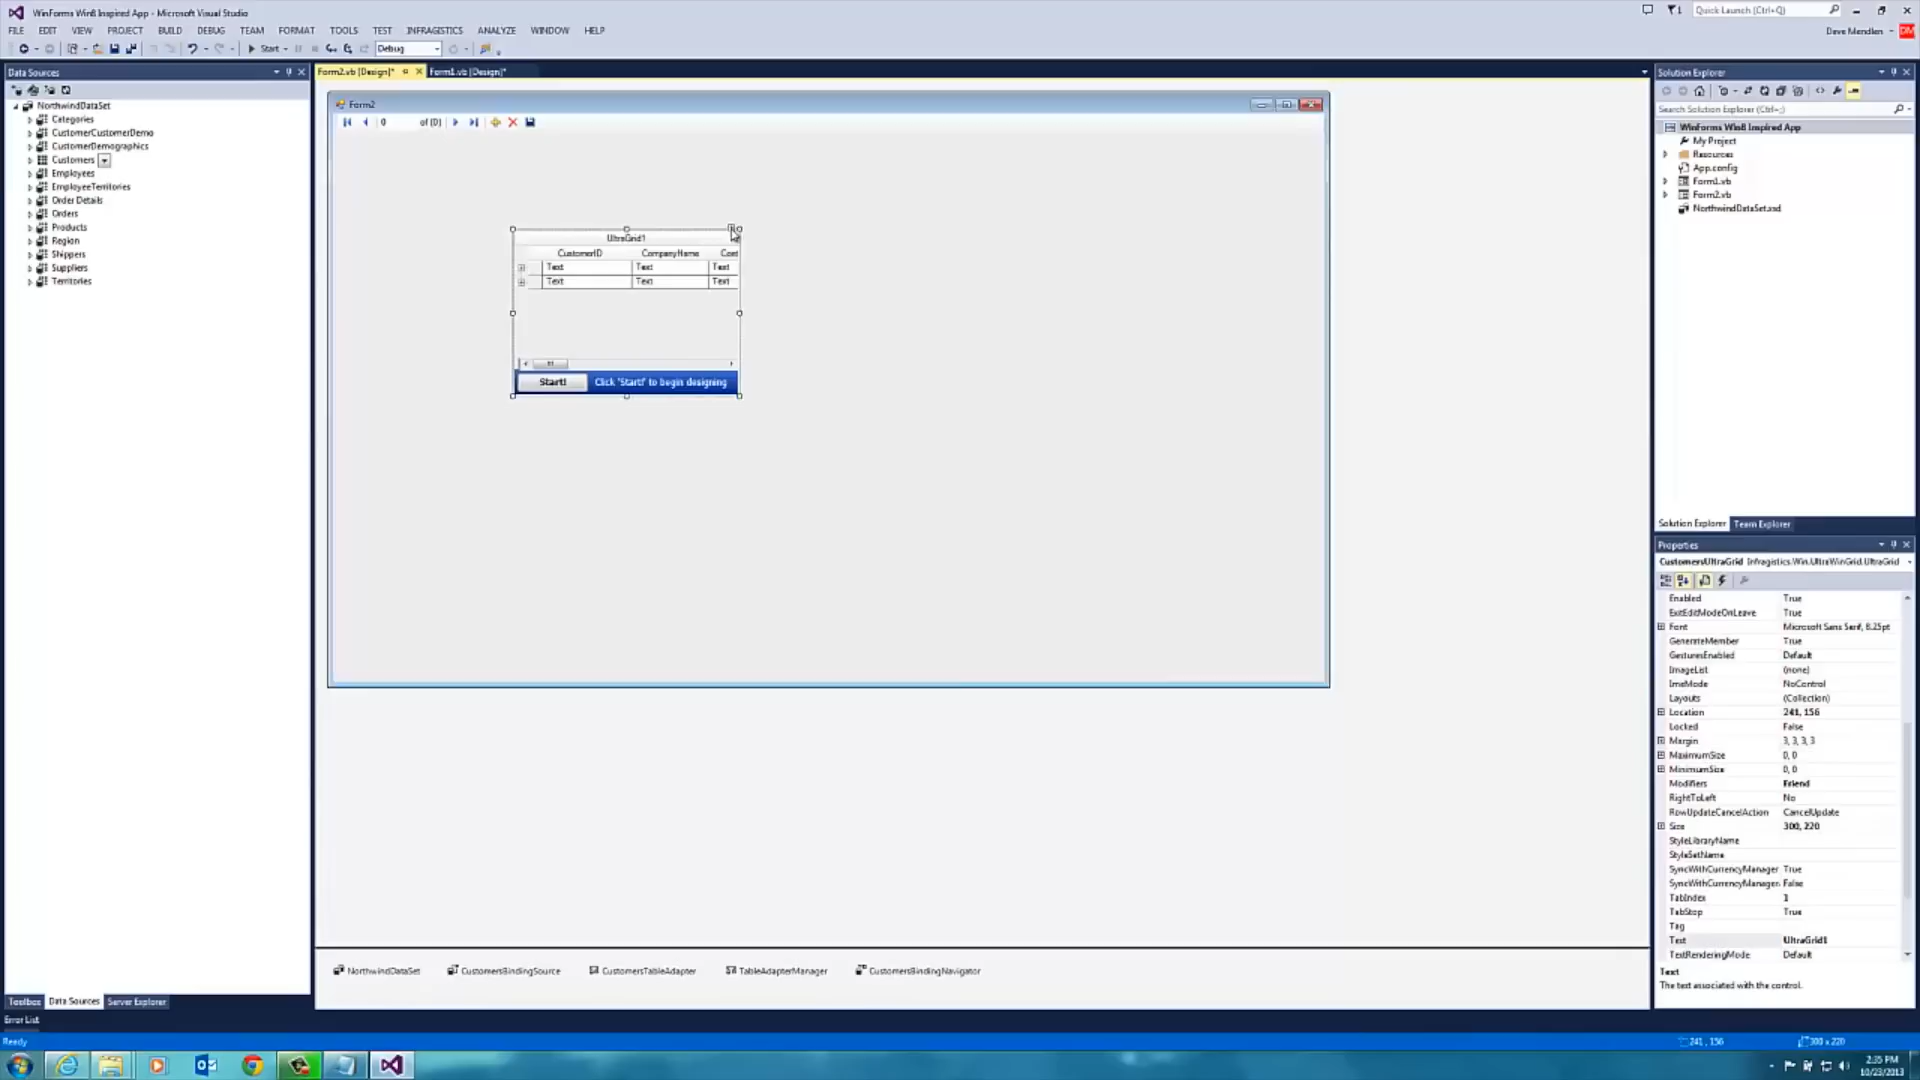 WinForms Win8 Inspired App - Microsoft Visual Studio
Quick Launch (Ctrl+Q)
FILE EDIT VIEW PROJECT BUILD DEBUG TEAM FORMAT TOOLS TEST INFRAGISTICS ANALYZE WINDOW HELP
Dave Mendlen DM
Start Debug
Data Sources
NorthwindDataSet
Categories
CustomerCustomerDemo
CustomerDemographics
Customers
Employees
EmployeeTerritories
Order Details
Orders
Products
Region
Shippers
Suppliers
Territories
Toolbox Data Sources Server Explorer
Error List
Form2.vb [Design]* Form1.vb [Design]*
Form2
0 of {0}
UltraGrid1
CustomerID CompanyName Cont
Text Text Text
Text Text Text
Start! Click 'Start!' to begin designing
NorthwindDataSet CustomersBindingSource CustomersTableAdapter TableAdapterManager CustomersBindingNavigator
Solution Explorer
Search Solution Explorer (Ctrl+;)
WinForms Win8 Inspired App
My Project
Resources
App.config
Form1.vb
Form2.vb
NorthwindDataSet.xsd
Solution Explorer Team Explorer
Properties
CustomersUltraGrid Infragistics.Win.UltraWinGrid.UltraGrid
Enabled True
ExitEditModeOnLeave True
Font Microsoft Sans Serif, 8.25pt
GenerateMember True
GesturesEnabled Default
ImageList (none)
ImeMode NoControl
Layouts (Collection)
Location 241, 156
Locked False
Margin 3, 3, 3, 3
MaximumSize 0, 0
MinimumSize 0, 0
Modifiers Friend
RightToLeft No
RowUpdateCancelAction CancelUpdate
Size 300, 220
StyleLibraryName
StyleSetName
SyncWithCurrencyManager True
SyncWithCurrencyManager. False
TabIndex 1
TabStop True
Tag
Text UltraGrid1
TextRenderingMode Default
Text
The text associated with the control.
Ready 241 , 156 300 x 220
2:35 PM
10/23/2013